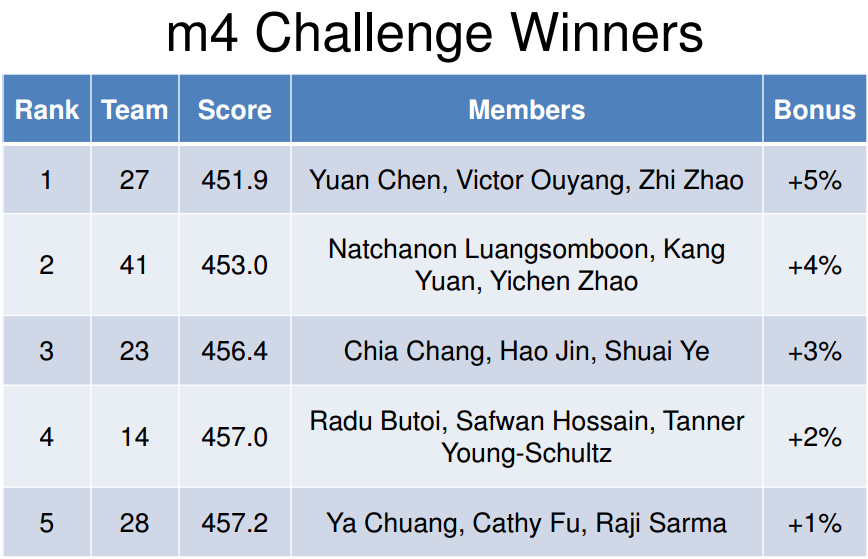 m4 Challenge Winners
Rank Team Score Members Bonus
1 27 451.9 Yuan Chen, Victor Ouyang, Zhi Zhao +5%
2 41 453.0 Natchanon Luangsomboon, Kang
Yuan, Yichen Zhao +4%
3 23 456.4 Chia Chang, Hao Jin, Shuai Ye +3%
4 14 457.0 Radu Butoi, Safwan Hossain, Tanner
Young-Schultz +2%
5 28 457.2 Ya Chuang, Cathy Fu, Raji Sarma +1%